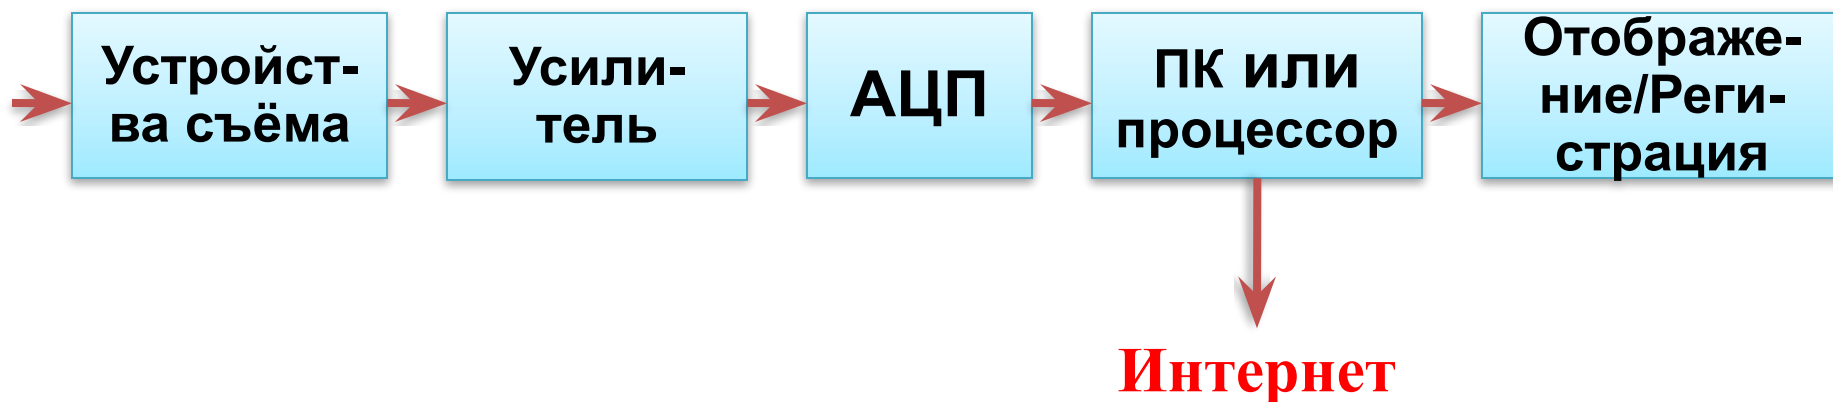 Устройст-
ва съёма
Усили-
тель
АЦП
ПК или
процессор
Отображе-
ние/Реги-
страция
Интернет